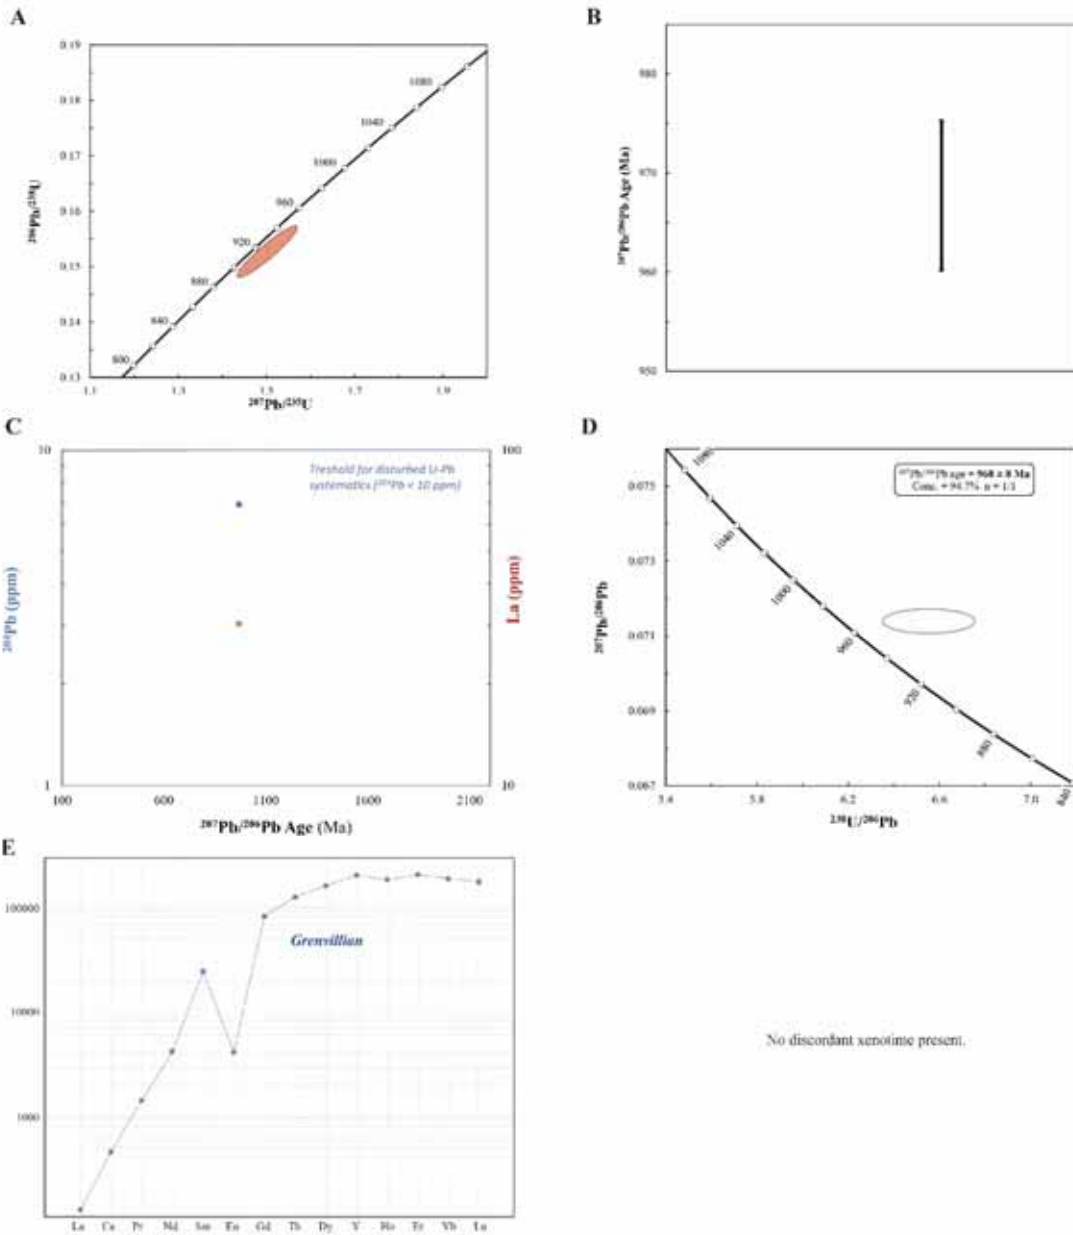 A
0.19
0.18
0.17
0.16
0.15
0.14
0.13
²⁰⁶Pb/²³⁸U
1080
1040
1000
960
920
880
840
800
1.1
1.3
1.5
1.7
1.9
²⁰⁷Pb/²³⁵U
B
980
970
960
950
²⁰⁷Pb/²⁰⁶Pb Age (Ma)
C
10
1
²⁰⁴Pb (ppm)
Treshold for disturbed U-Pb
systematics (²⁰⁴Pb < 10 ppm)
100
10
La (ppm)
100
600
1100
1600
2100
²⁰⁷Pb/²⁰⁶Pb Age (Ma)
D
0.075
0.073
0.071
0.069
0.067
²⁰⁷Pb/²⁰⁶Pb
²⁰⁷Pb/²⁰⁶Pb age = 968 ± 8 Ma
Conc. = 94.7% n = 1/1
1080
1040
1000
960
920
880
840
5.4
5.8
6.2
6.6
7.0
²³⁸U/²⁰⁶Pb
E
100000
10000
1000
Grenvillian
La
Ce
Pr
Nd
Sm
Eu
Gd
Tb
Dy
Y
Ho
Er
Yb
Lu
No discordant xenotime present.